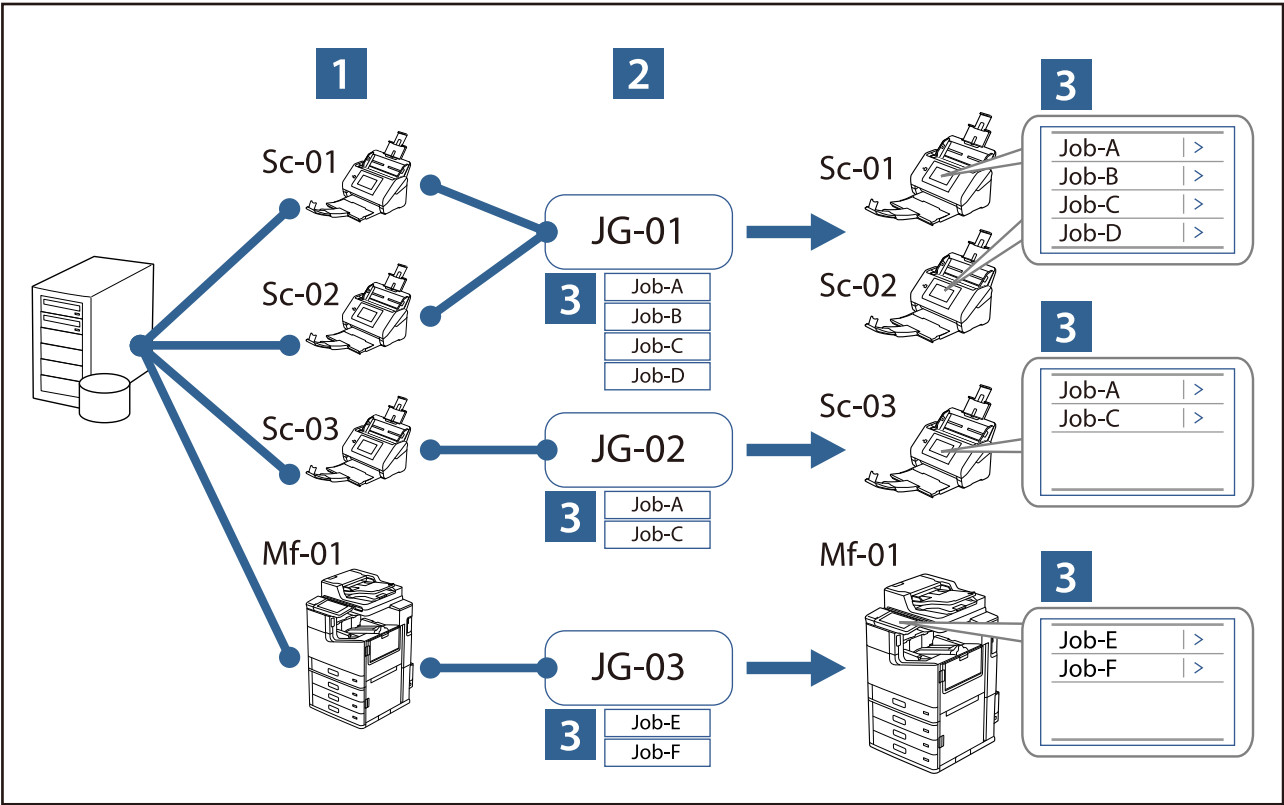 1
2
3
Sc-01
Sc-01
Job-A >
Job-B >
Job-C >
Job-D >
JG-01
Sc-02
Sc-02
3
Job-A
Job-B
Job-C
Job-D
3
Sc-03
Sc-03
Job-A >
Job-C >
JG-02
3
Job-A
Job-C
Mf-01
Mf-01
3
JG-03
Job-E >
Job-F >
3
Job-E
Job-F